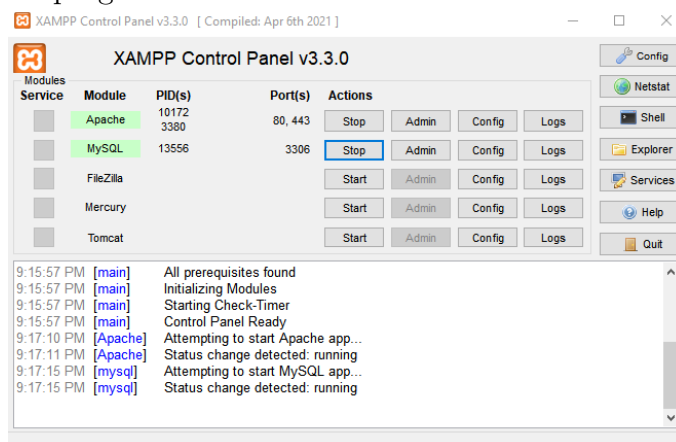 XAMPP Control Panel v3.3.0 [ Compiled: Apr 6th 2021 ]
XAMPP Control Panel v3.3.0
Config
Modules
Service Module PID(s) Port(s) Actions
Netstat
Apache 10172 3380 80, 443 Stop Admin Config Logs
Shell
MySQL 13556 3306 Stop Admin Config Logs
Explorer
FileZilla Start Admin Config Logs
Services
Mercury Start Admin Config Logs
Help
Tomcat Start Admin Config Logs
Quit
9:15:57 PM [main] All prerequisites found
9:15:57 PM [main] Initializing Modules
9:15:57 PM [main] Starting Check-Timer
9:15:57 PM [main] Control Panel Ready
9:17:10 PM [Apache] Attempting to start Apache app...
9:17:11 PM [Apache] Status change detected: running
9:17:15 PM [mysql] Attempting to start MySQL app...
9:17:15 PM [mysql] Status change detected: running